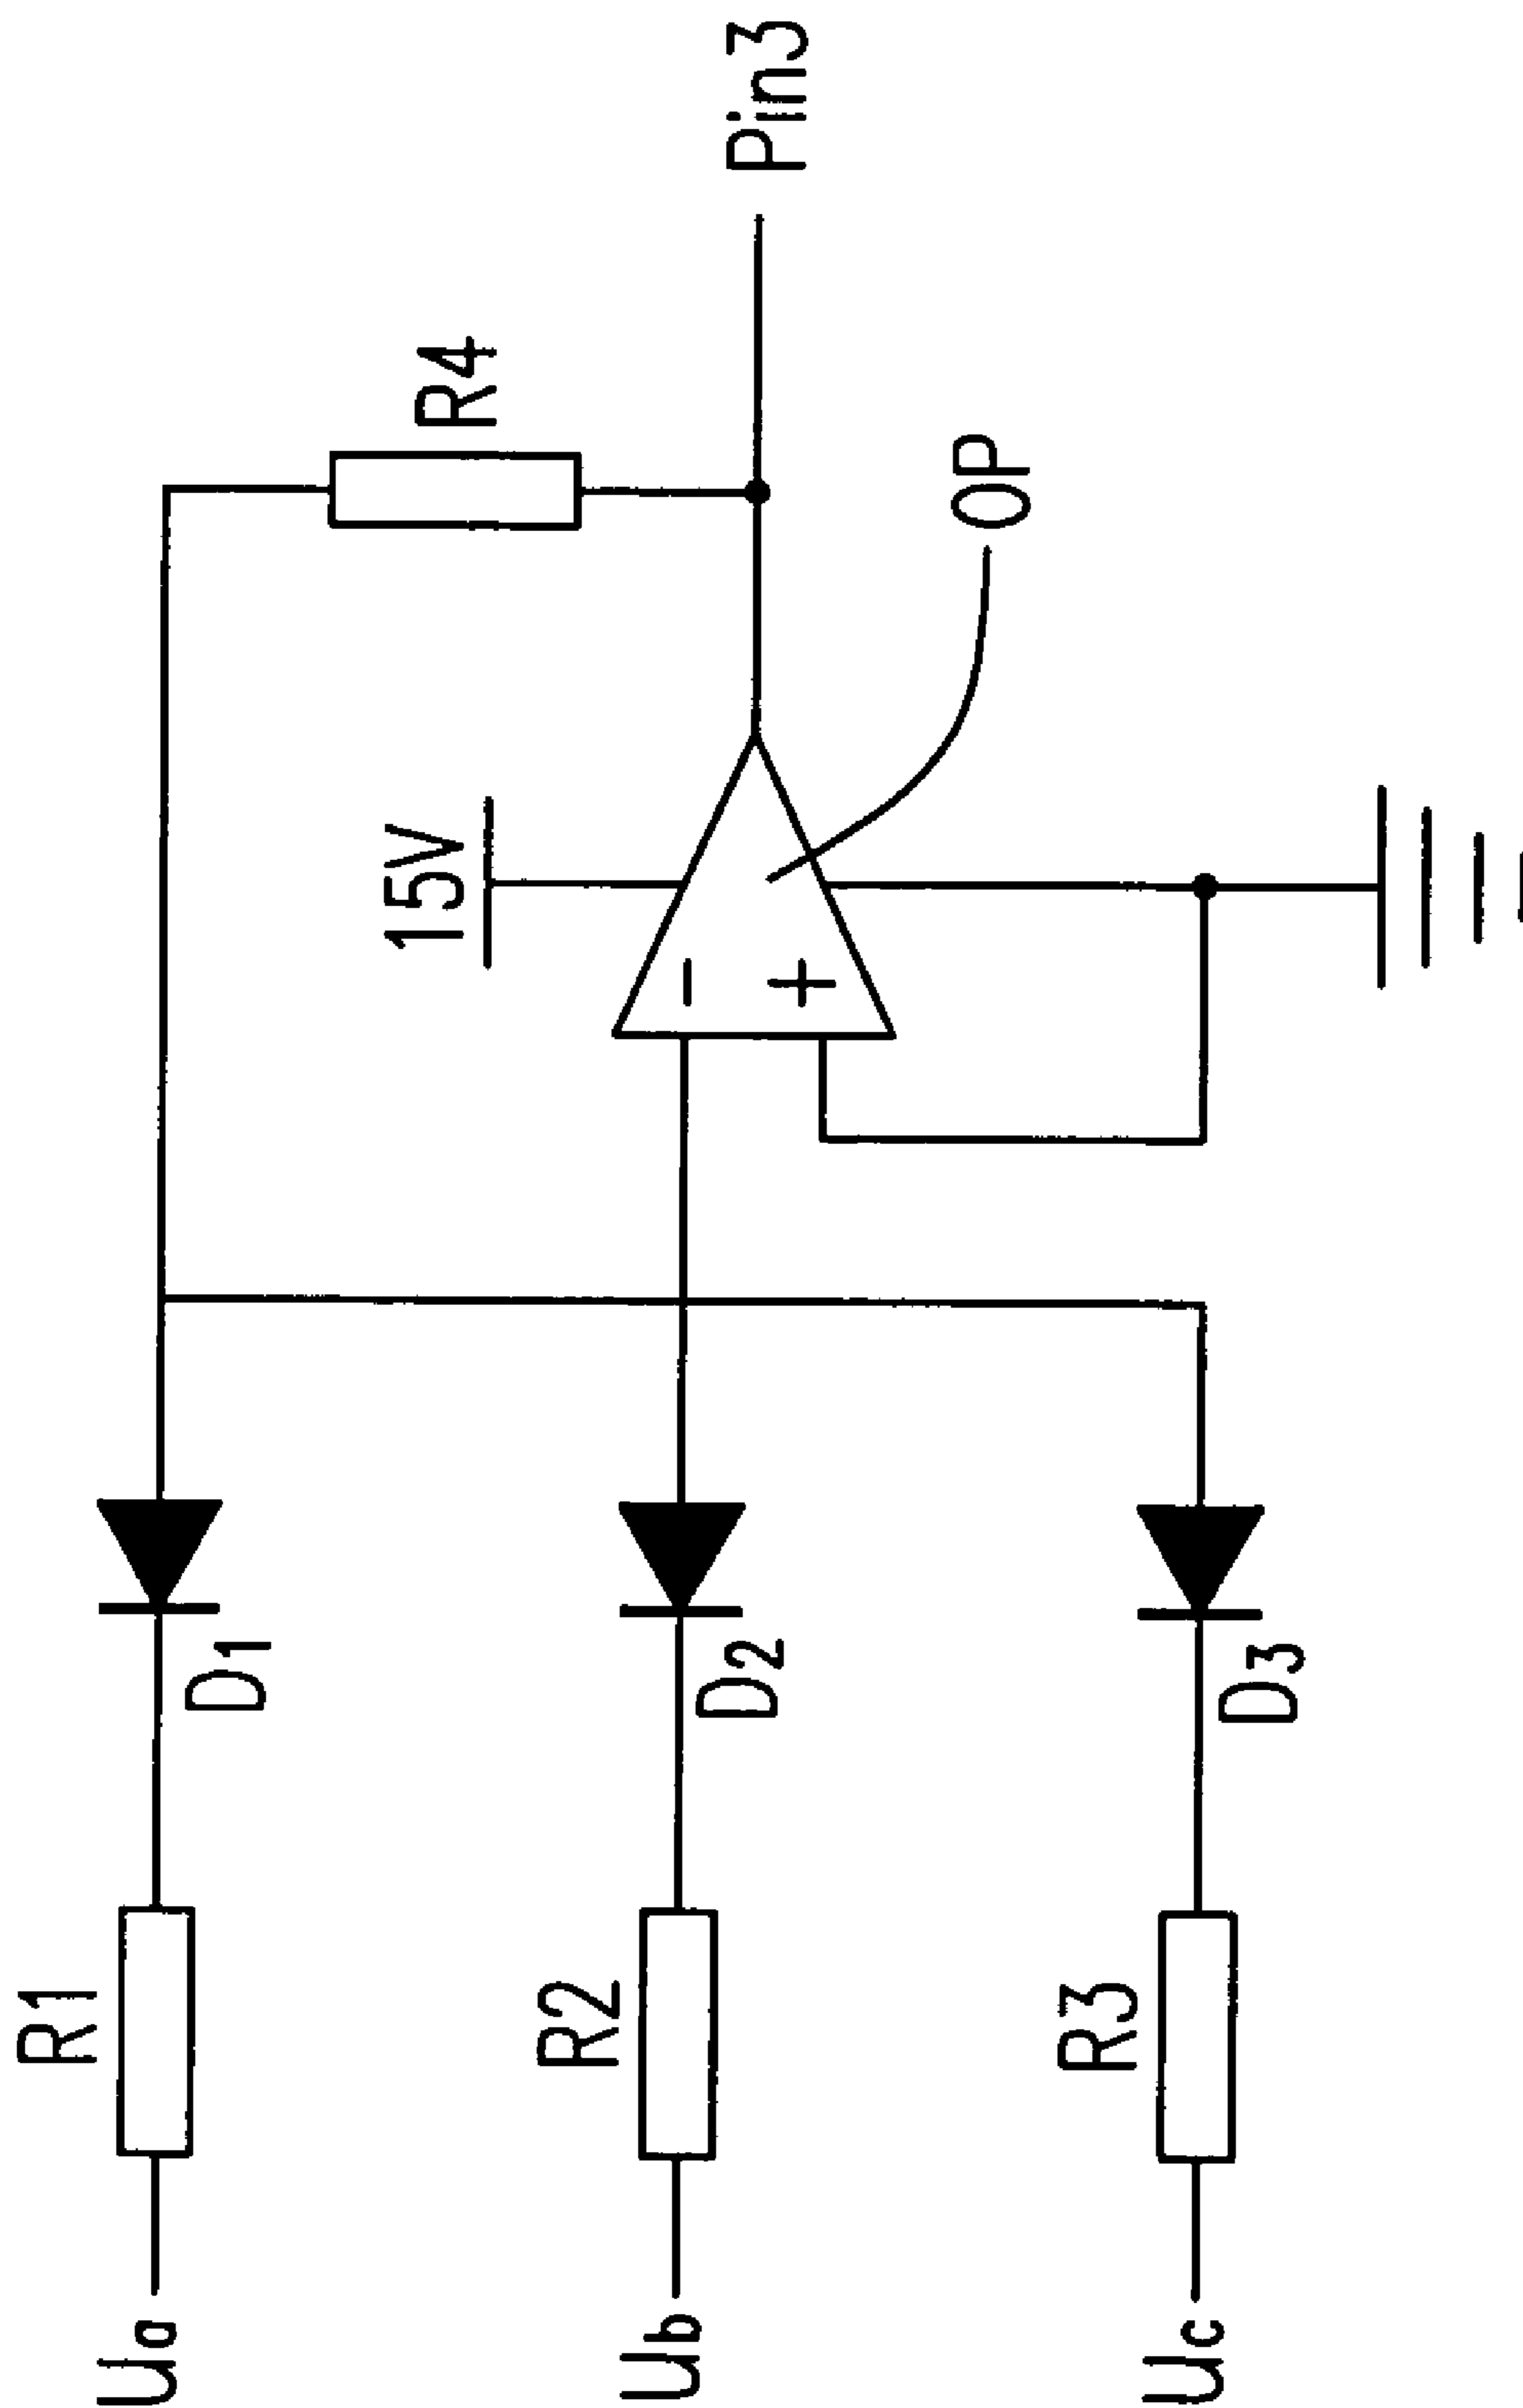 R4
Pin3
15V
OP
−
+
R1
D1
Ua
R2
D2
Ub
R3
D3
Uc